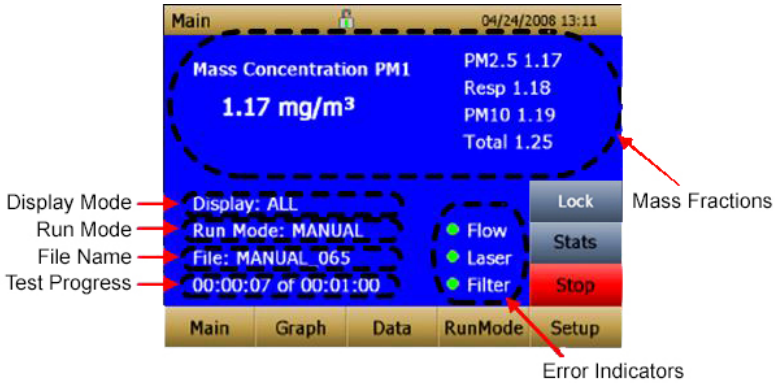 Main 04/24/2008 13:11
Mass Concentration PM1
1.17 mg/m³
PM2.5 1.17
Resp 1.18
PM10 1.19
Total 1.25
Mass Fractions
Display Mode
Display: ALL
Run Mode
Run Mode: MANUAL
File Name
File: MANUAL_065
Test Progress
00:00:07 of 00:01:00
Flow
Laser
Filter
Lock
Stats
Stop
Main Graph Data RunMode Setup
Error Indicators